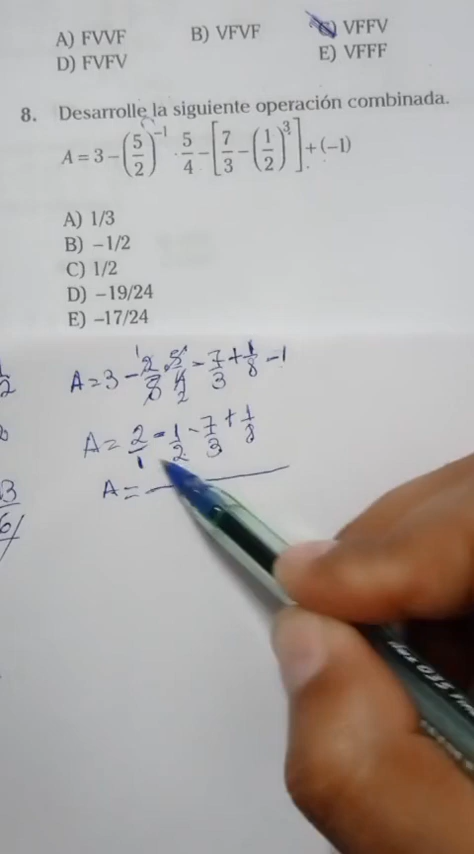 A) FVVF B) VFVF C) VFFV
D) FVFV E) VFFF
8. Desarrolle la siguiente operación combinada.
A = 3 − (5/2)^−1 · 5/4 − [7/3 − (1/2)^3] + (−1)
A) 1/3
B) −1/2
C) 1/2
D) −19/24
E) −17/24
A = 3 − 2/5 · 5/4 − 7/3 + 1/8 − 1
A = 2/1 − 1/2 − 7/3 + 1/8
A =